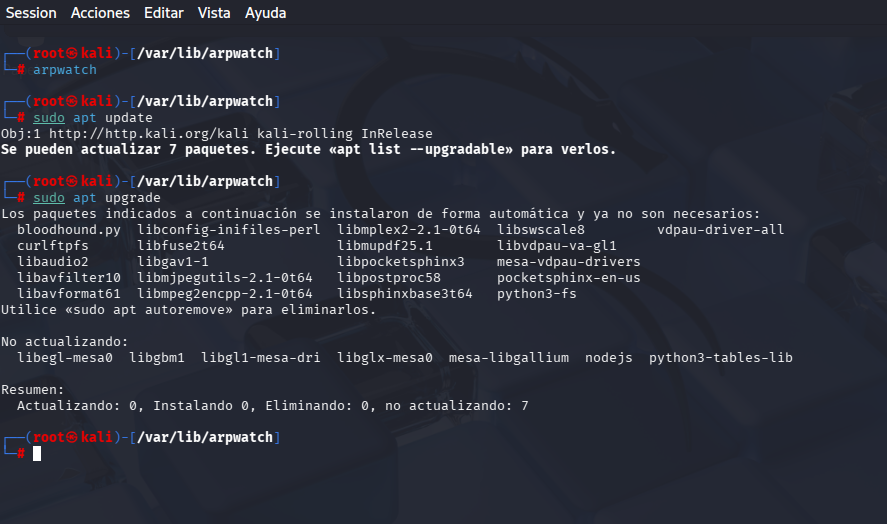 Session Acciones Editar Vista Ayuda
┌──(root㉿kali)-[/var/lib/arpwatch]
└─# arpwatch
┌──(root㉿kali)-[/var/lib/arpwatch]
└─# sudo apt update
Obj:1 http://http.kali.org/kali kali-rolling InRelease
Se pueden actualizar 7 paquetes. Ejecute «apt list --upgradable» para verlos.
┌──(root㉿kali)-[/var/lib/arpwatch]
└─# sudo apt upgrade
Los paquetes indicados a continuación se instalaron de forma automática y ya no son necesarios:
bloodhound.py libconfig-inifiles-perl libmplex2-2.1-0t64 libswscale8 vdpau-driver-all
curlftpfs libfuse2t64 libmupdf25.1 libvdpau-va-gl1
libaudio2 libgav1-1 libpocketsphinx3 mesa-vdpau-drivers
libavfilter10 libmjpegutils-2.1-0t64 libpostproc58 pocketsphinx-en-us
libavformat61 libmpeg2encpp-2.1-0t64 libsphinxbase3t64 python3-fs
Utilice «sudo apt autoremove» para eliminarlos.
No actualizando:
libegl-mesa0 libgbm1 libgl1-mesa-dri libglx-mesa0 mesa-libgallium nodejs python3-tables-lib
Resumen:
Actualizando: 0, Instalando 0, Eliminando: 0, no actualizando: 7
┌──(root㉿kali)-[/var/lib/arpwatch]
└─#